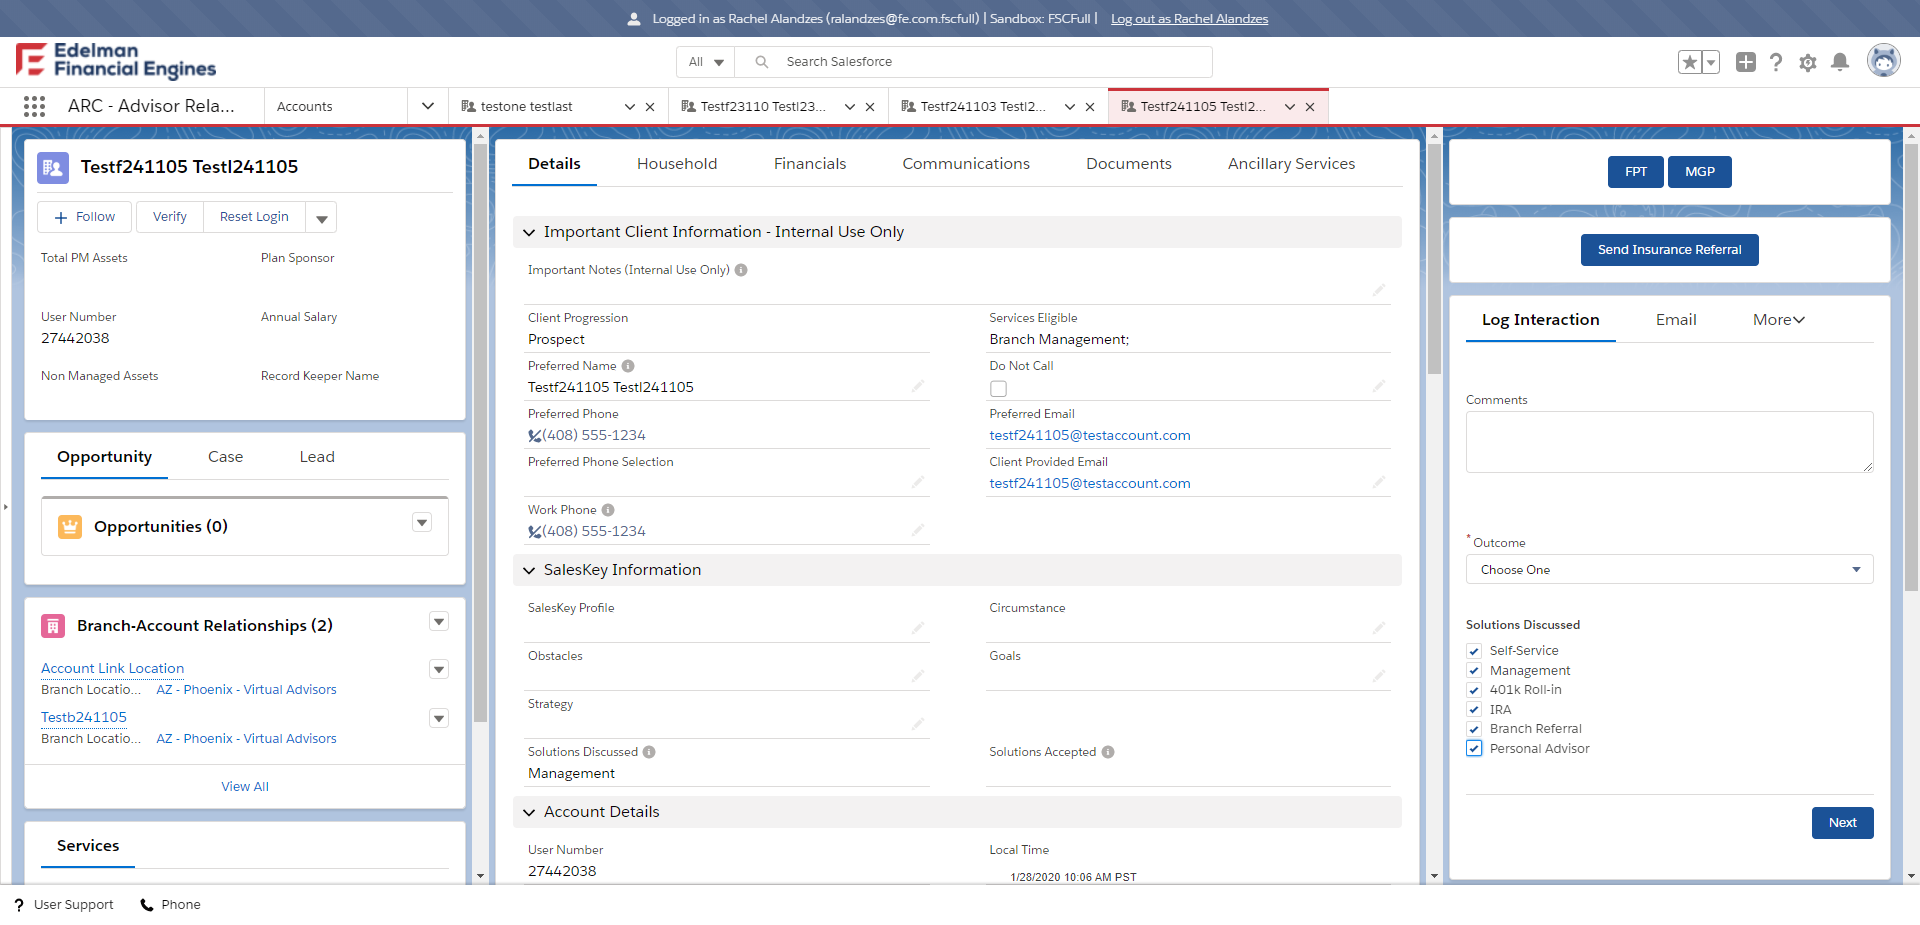 Logged in as Rachel Alandzes (ralandzes@fe.com.fscfull) | Sandbox: FSCFull | Log out as Rachel Alandzes
Edelman
Financial Engines
All
Search Salesforce
ARC - Advisor Rela...
Accounts
testone testlast
Testf23110 Testl23...
Testf241103 Testl2...
Testf241105 Testl2...
Testf241105 Testl241105
Follow
Verify
Reset Login
Total PM Assets
Plan Sponsor
User Number
27442038
Annual Salary
Non Managed Assets
Record Keeper Name
Opportunity
Case
Lead
Opportunities (0)
Branch-Account Relationships (2)
Account Link Location
Branch Locatio... AZ - Phoenix - Virtual Advisors
Testb241105
Branch Locatio... AZ - Phoenix - Virtual Advisors
View All
Services
Details
Household
Financials
Communications
Documents
Ancillary Services
Important Client Information - Internal Use Only
Important Notes (Internal Use Only)
Client Progression
Prospect
Services Eligible
Branch Management;
Preferred Name
Testf241105 Testl241105
Do Not Call
Preferred Phone
(408) 555-1234
Preferred Email
testf241105@testaccount.com
Preferred Phone Selection
Client Provided Email
testf241105@testaccount.com
Work Phone
(408) 555-1234
SalesKey Information
SalesKey Profile
Circumstance
Obstacles
Goals
Strategy
Solutions Discussed
Management
Solutions Accepted
Account Details
User Number
27442038
Local Time
1/28/2020 10:06 AM PST
FPT
MGP
Send Insurance Referral
Log Interaction
Email
More
Comments
* Outcome
Choose One
Solutions Discussed
Self-Service
Management
401k Roll-in
IRA
Branch Referral
Personal Advisor
Next
User Support
Phone